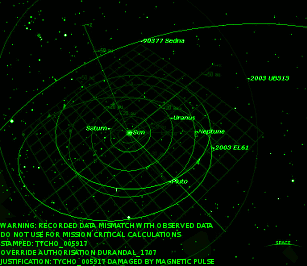 90377 Sedna
2003 UB313
Uranus
Saturn
Sun
Neptune
2003 EL61
Pluto
WARNING: RECORDED DATA MISMATCH WITH OBSERVED DATA
DO NOT USE FOR MISSION CRITICAL CALCULATIONS
STAMPED: TYCHO_005917
OVERRIDE AUTHORISATION DURANDAL_1707
JUSTIFICATION: TYCHO_005917 DAMAGED BY MAGNETIC PULSE
SPACE